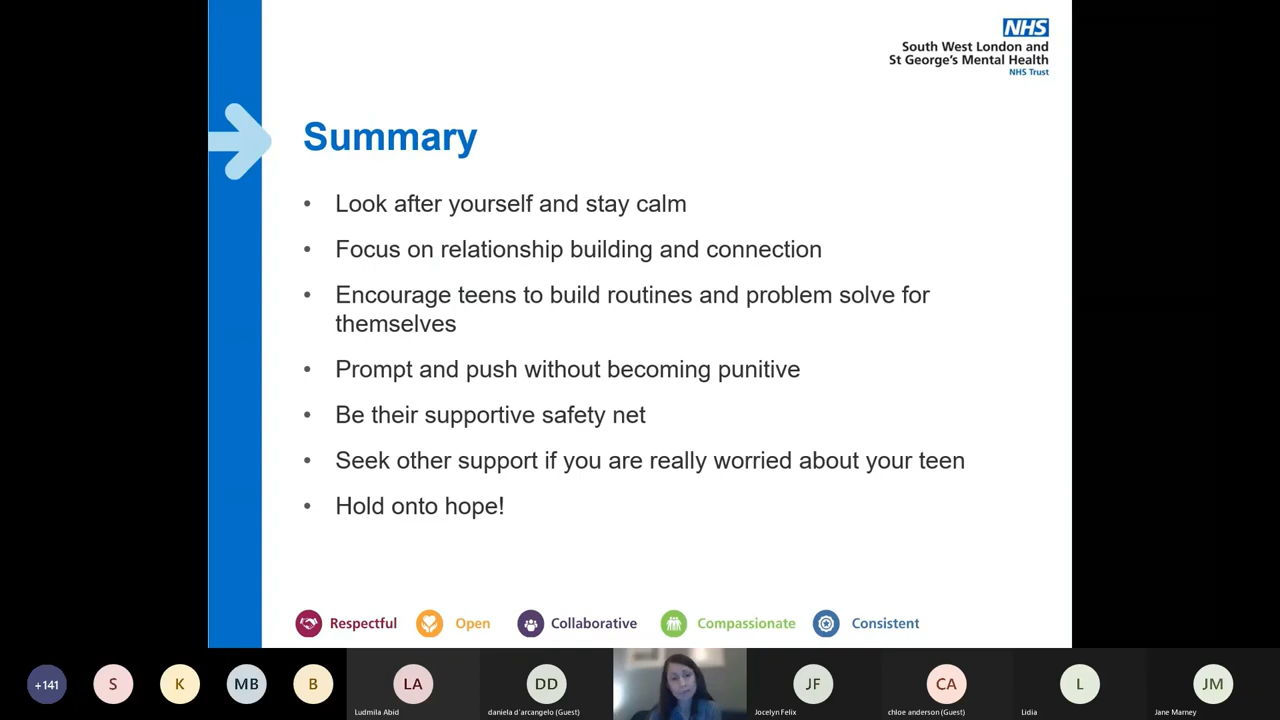 NHS
South West London and
St George's Mental Health
NHS Trust
Summary
• Look after yourself and stay calm
• Focus on relationship building and connection
• Encourage teens to build routines and problem solve for
themselves
• Prompt and push without becoming punitive
• Be their supportive safety net
• Seek other support if you are really worried about your teen
• Hold onto hope!
Respectful Open Collaborative Compassionate Consistent
+141 S K MB B LA DD JF CA L JM
Ludmila Abid daniela d'arcangelo (Guest) Jocelyn Felix chloe anderson (Guest) Lidia Jane Marney